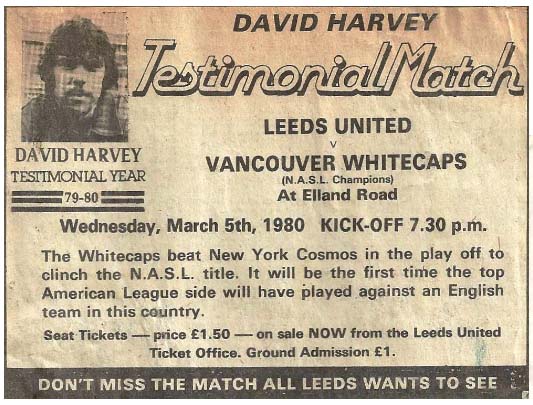 DAVID HARVEY
Testimonial Match
LEEDS UNITED
v
VANCOUVER WHITECAPS
(N.A.S.L. Champions)
At Elland Road
DAVID HARVEY
TESTIMONIAL YEAR
79-80
Wednesday, March 5th, 1980 KICK-OFF 7.30 p.m.
The Whitecaps beat New York Cosmos in the play off to
clinch the N.A.S.L. title. It will be the first time the top
American League side will have played against an English
team in this country.
Seat Tickets — price £1.50 — on sale NOW from the Leeds United
Ticket Office. Ground Admission £1.
DON'T MISS THE MATCH ALL LEEDS WANTS TO SEE